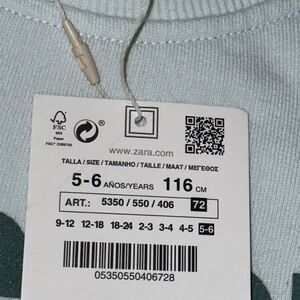 FSC
MIX
Paper
www.zara.com
TALLA / SIZE / TAMANHO / TAILLE / MAAT / ΜΕΓΕΘΟΣ
5-6 AÑOS/YEARS 116 CM
ART.: 5350 / 550 / 406 72
9-12 12-18 18-24 2-3 3-4 4-5 5-6
05350550406728